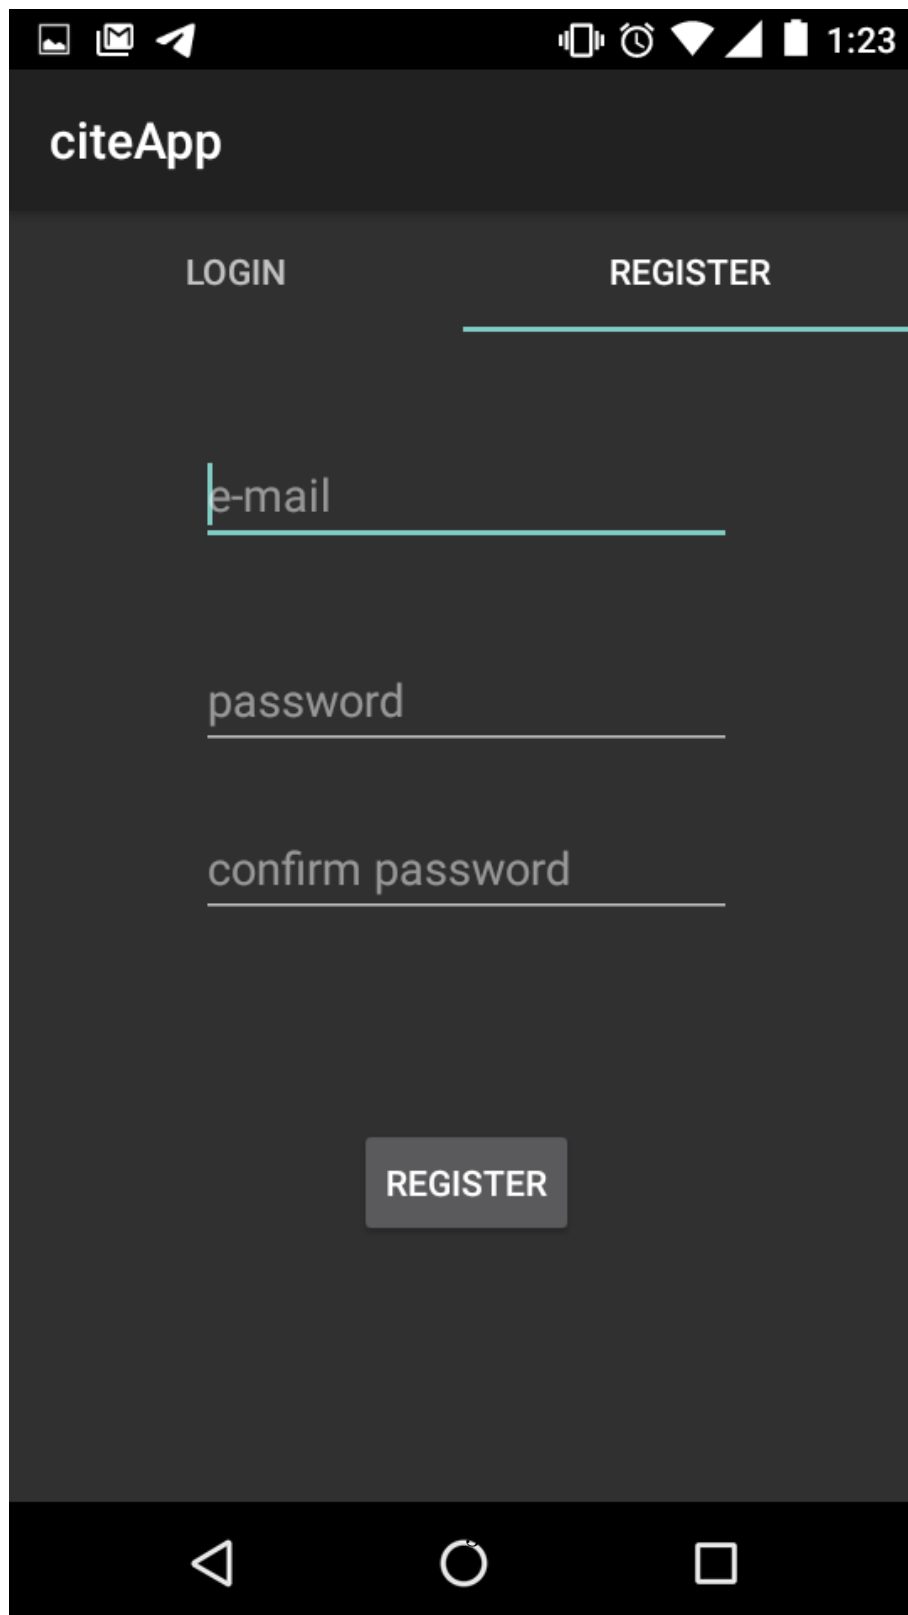 1:23
citeApp
LOGIN REGISTER
e-mail
password
confirm password
REGISTER